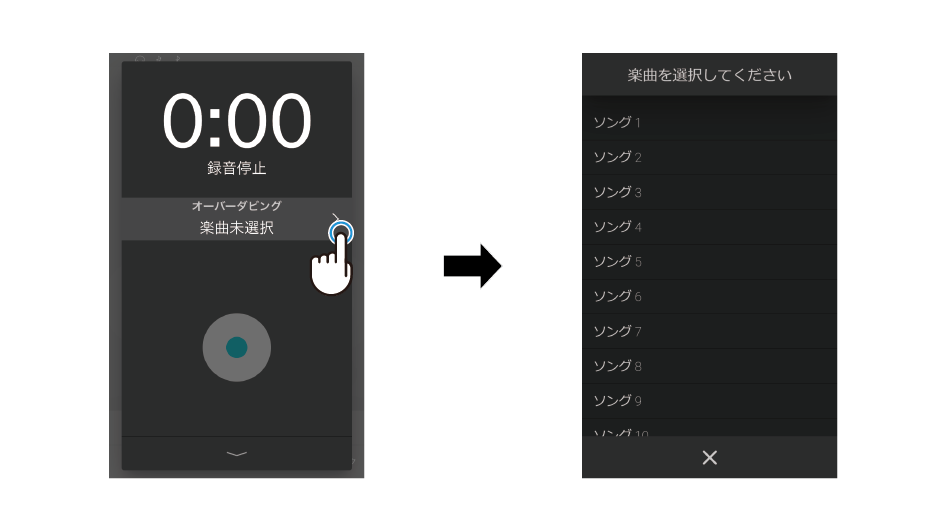 0:00
録音停止
オーバーダビング
楽曲未選択
楽曲を選択してください
ソング 1
ソング 2
ソング 3
ソング 4
ソング 5
ソング 6
ソング 7
ソング 8
ソング 9
ソング 10